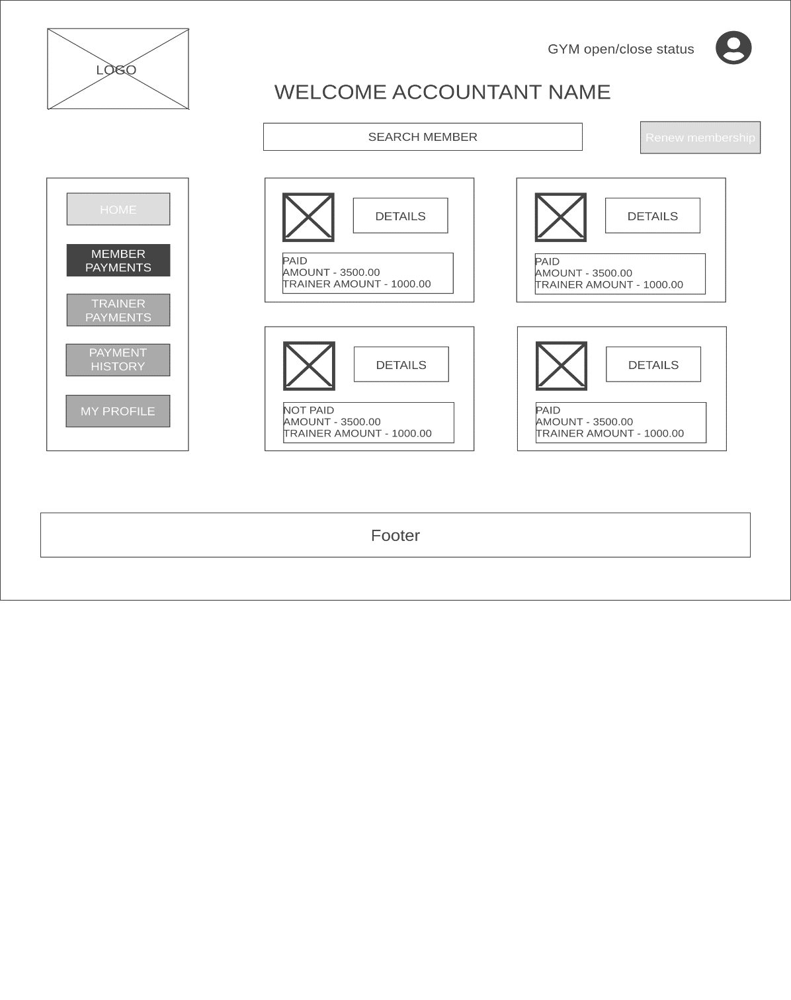 LOGO
GYM open/close status
WELCOME ACCOUNTANT NAME
SEARCH MEMBER
Renew membership
HOME
MEMBER
PAYMENTS
TRAINER
PAYMENTS
PAYMENT
HISTORY
MY PROFILE
DETAILS
PAID
AMOUNT - 3500.00
TRAINER AMOUNT - 1000.00
DETAILS
PAID
AMOUNT - 3500.00
TRAINER AMOUNT - 1000.00
DETAILS
NOT PAID
AMOUNT - 3500.00
TRAINER AMOUNT - 1000.00
DETAILS
PAID
AMOUNT - 3500.00
TRAINER AMOUNT - 1000.00
Footer